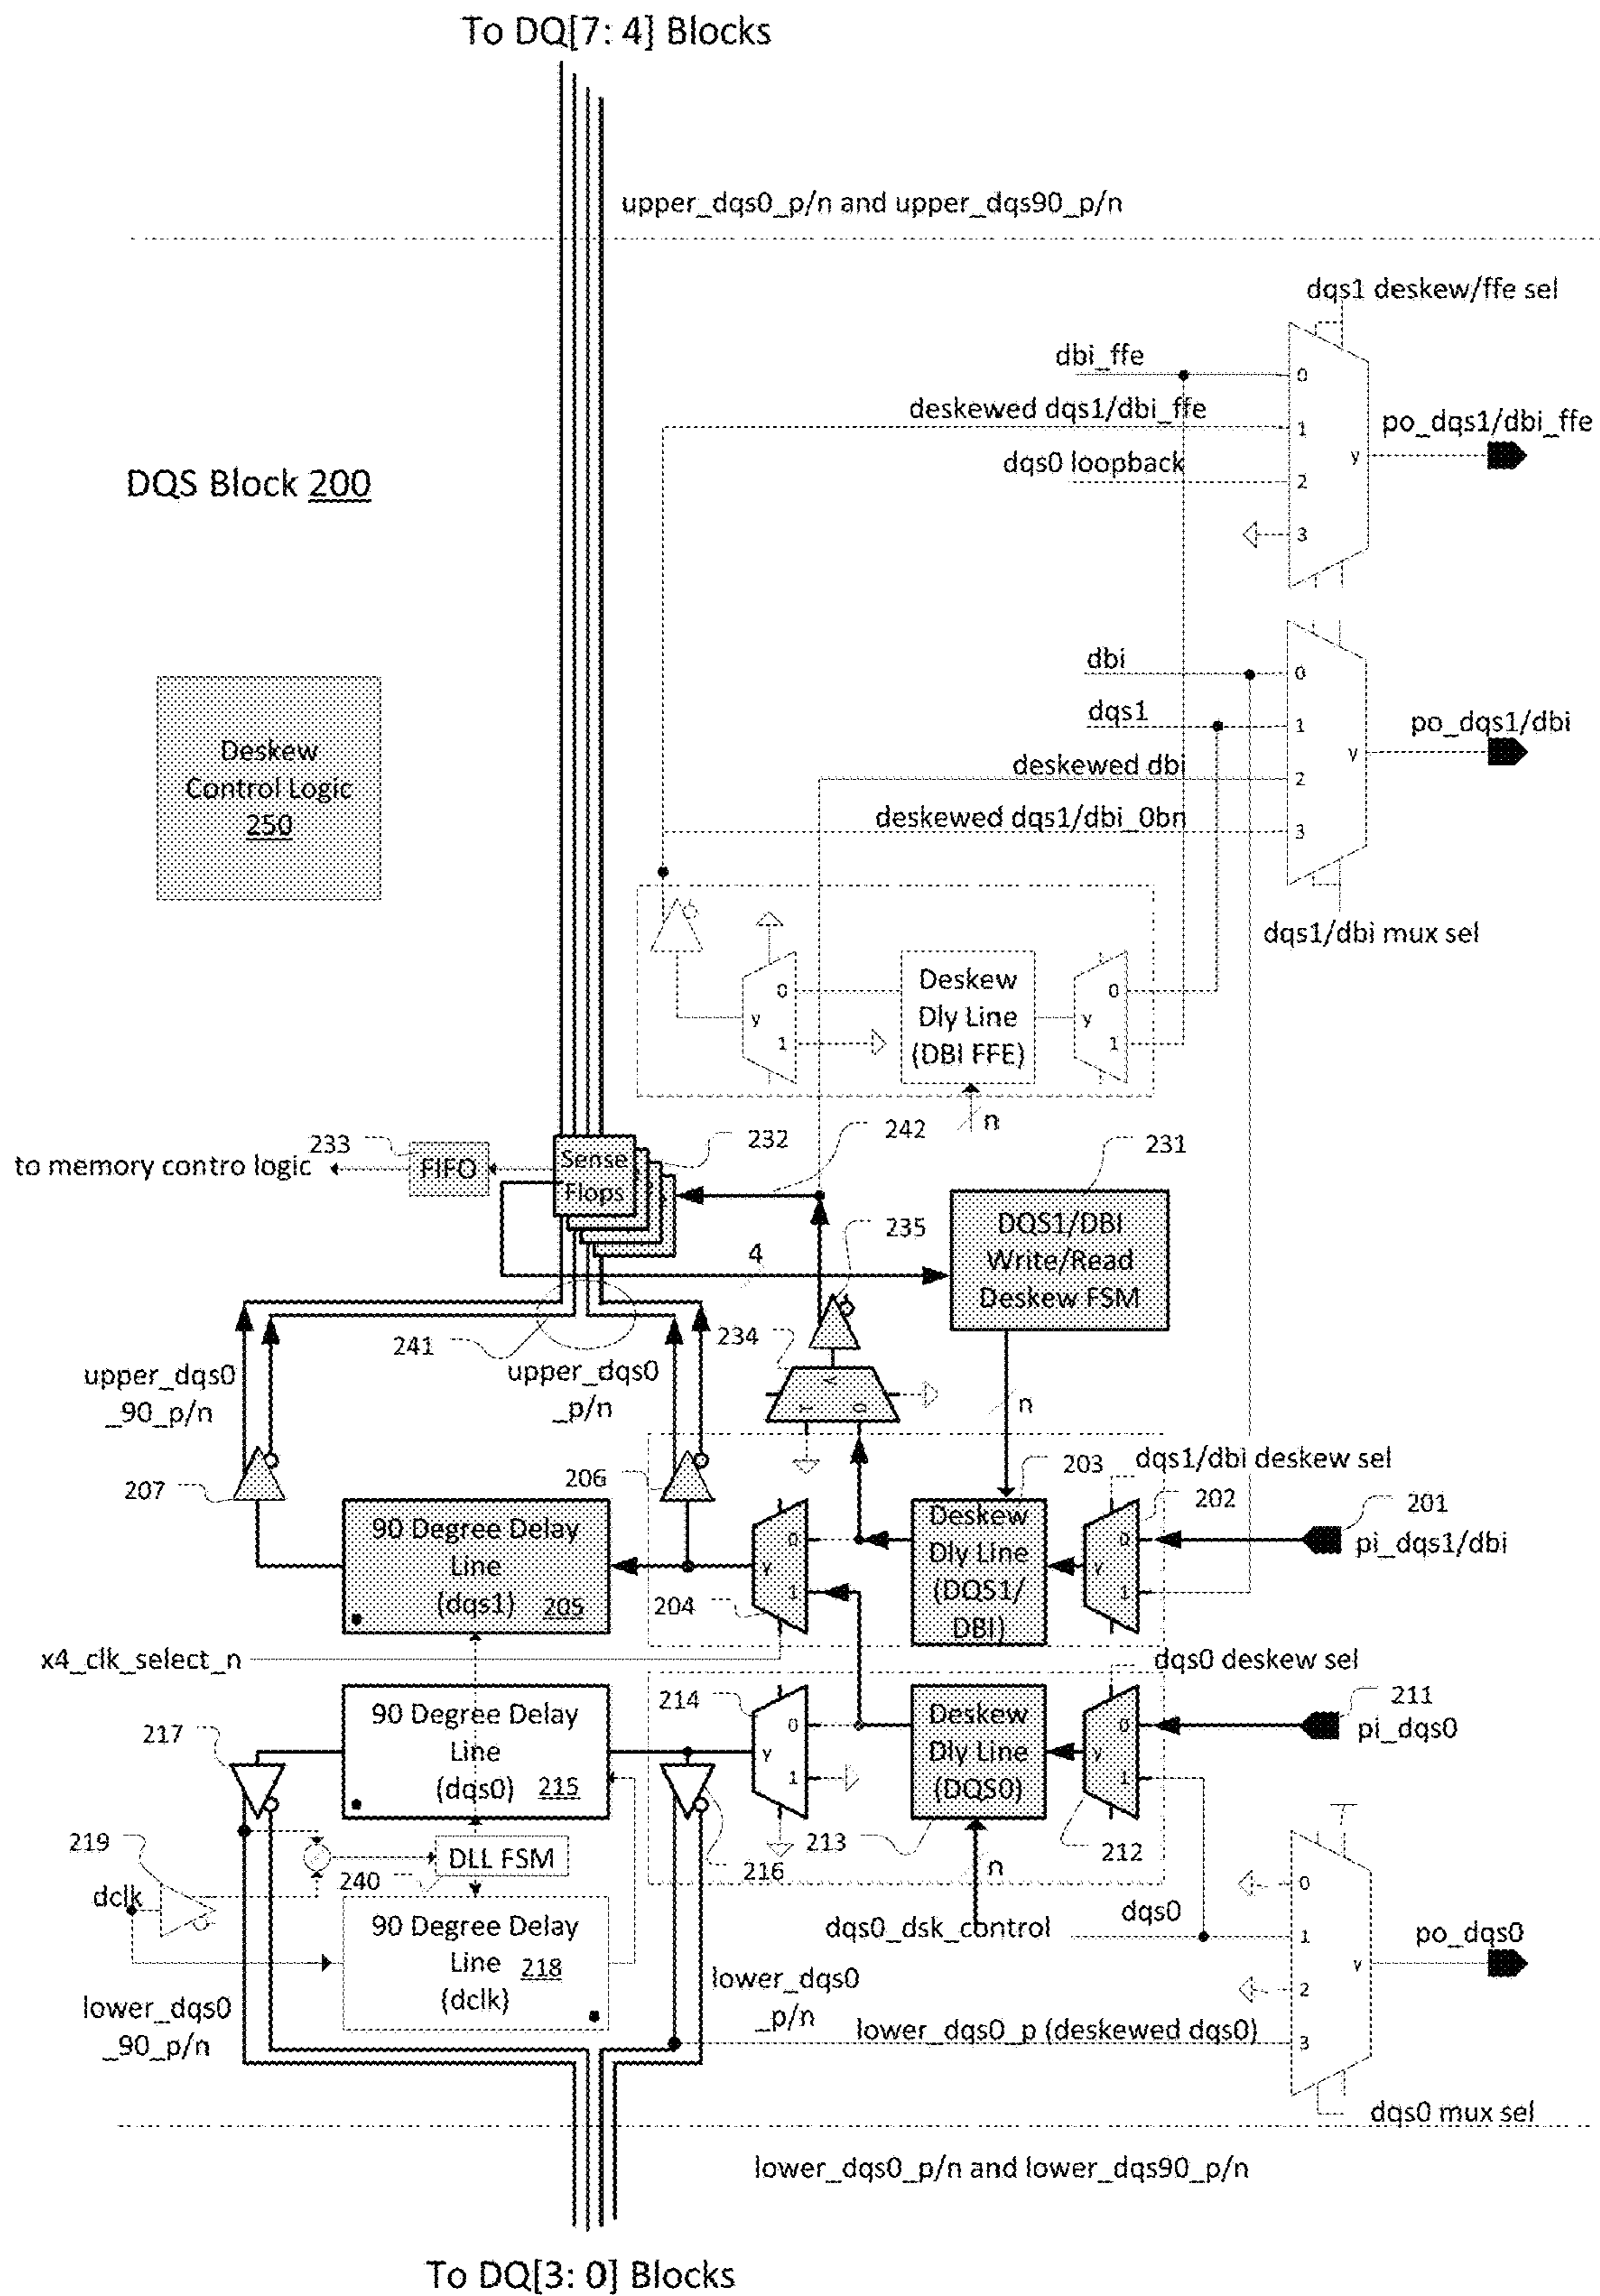 To DQ[7: 4] Blocks
upper_dqs0_p/n and upper_dqs90_p/n
dqs1 deskew/ffe sel
dbi_ffe
0
deskewed dqs1/dbi_ffe
1
po_dqs1/dbi_ffe
y
dqs0 loopback
2
DQS Block 200
3
dbi
0
dqs1
1
po_dqs1/dbi
y
deskewed dbi
2
deskewed dqs1/dbi_0bn
3
Deskew
Control Logic
250
dqs1/dbi mux sel
Deskew
Dly Line
(DBI FFE)
0
y
1
0
y
1
n
233
232
242
231
to memory contro logic
FIFO
Sense
Flops
DQS1/DBI
Write/Read
Deskew FSM
235
4
234
241
upper_dqs0
_90_p/n
upper_dqs0
_p/n
y
1
0
n
207
206
203
dqs1/dbi deskew sel
202
201
pi_dqs1/dbi
90 Degree Delay
Line
(dqs1) 205
0
y
1
204
Deskew
Dly Line
(DQS1/
DBI)
0
y
1
x4_clk_select_n
dqs0 deskew sel
217
90 Degree Delay
Line
(dqs0) 215
214
0
y
1
Deskew
Dly Line
(DQS0)
0
y
1
211
pi_dqs0
219
DLL FSM
240
216
213
n
212
dclk
90 Degree Delay
Line 218
(dclk)
dqs0_dsk_control
dqs0
0
1
po_dqs0
y
2
lower_dqs0
_90_p/n
lower_dqs0
_p/n
lower_dqs0_p (deskewed dqs0)
3
dqs0 mux sel
lower_dqs0_p/n and lower_dqs90_p/n
To DQ[3: 0] Blocks